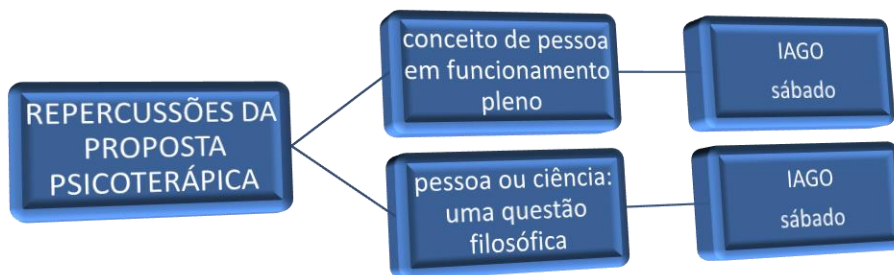 REPERCUSSÕES DA
PROPOSTA
PSICOTERÁPICA
conceito de pessoa
em funcionamento
pleno
IAGO
sábado
pessoa ou ciência:
uma questão
filosófica
IAGO
sábado